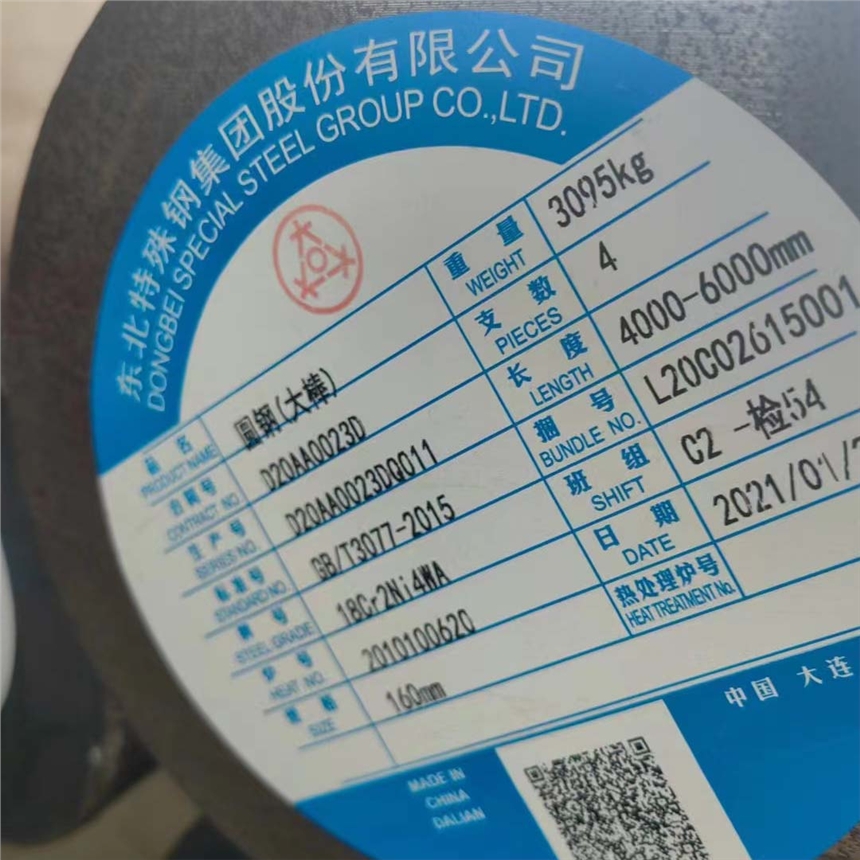 东北特殊钢集团股份有限公司
DONGBEI SPECIAL STEEL GROUP CO.,LTD.
品名 圆钢(大棒)
PRODUCT NAME
合同号 D20AA0023D
CONTRACT NO.
生产号 D20AA0023DQ011
SERIES NO.
标准号 GB/T3077-2015
STANDARD NO.
钢号 18Cr2Ni4WA
STEEL GRADE
炉号 2010100620
HEAT NO.
规格 160mm
SIZE
重量 3095kg
WEIGHT
支数 4
PIECES
长度 4000-6000mm
LENGTH
捆号 L20C02615001
BUNDLE NO.
班组 C2 -检54
SHIFT
日期 2021/01/2
DATE
热处理炉号
HEAT TREATMENT No.
中国 大连
MADE IN
CHINA
DALIAN